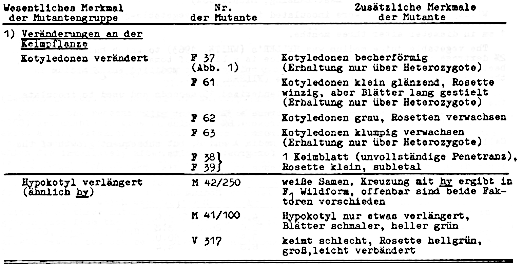 Wesentliches Merkmal Nr. Zusätzliche Merkmale
der Mutantengruppe der Mutante der Mutante
1) Veränderungen an der
Keimpflanze
Kotyledonen verändert F 37 Kotyledonen becherförmig
(Abb. 1) (Erhaltung nur über Heterozygote)
F 61 Kotyledonen klein glänzend, Rosette
winzig, aber Blätter lang gestielt
(Erhaltung nur über Heterozygote)
F 62 Kotyledonen grau, Rosetten verwachsen
F 63 Kotyledonen klumpig verwachsen
(Erhaltung nur über Heterozygote)
F 38} 1 Keimblatt (unvollständige Penetranz),
F 39} Rosette klein, subletal
Hypokotyl verlängert M 42/250 weiße Samen, Kreuzung mit hy ergibt in
(ähnlich hy) F1 Wildform, offenbar sind beide Fak-
toren verschieden
M 41/100 Hypokotyl nur etwas verlängert,
Blätter schmaler, heller grün
V 317 keimt schlecht, Rosette hellgrün,
groß,leicht verbändert